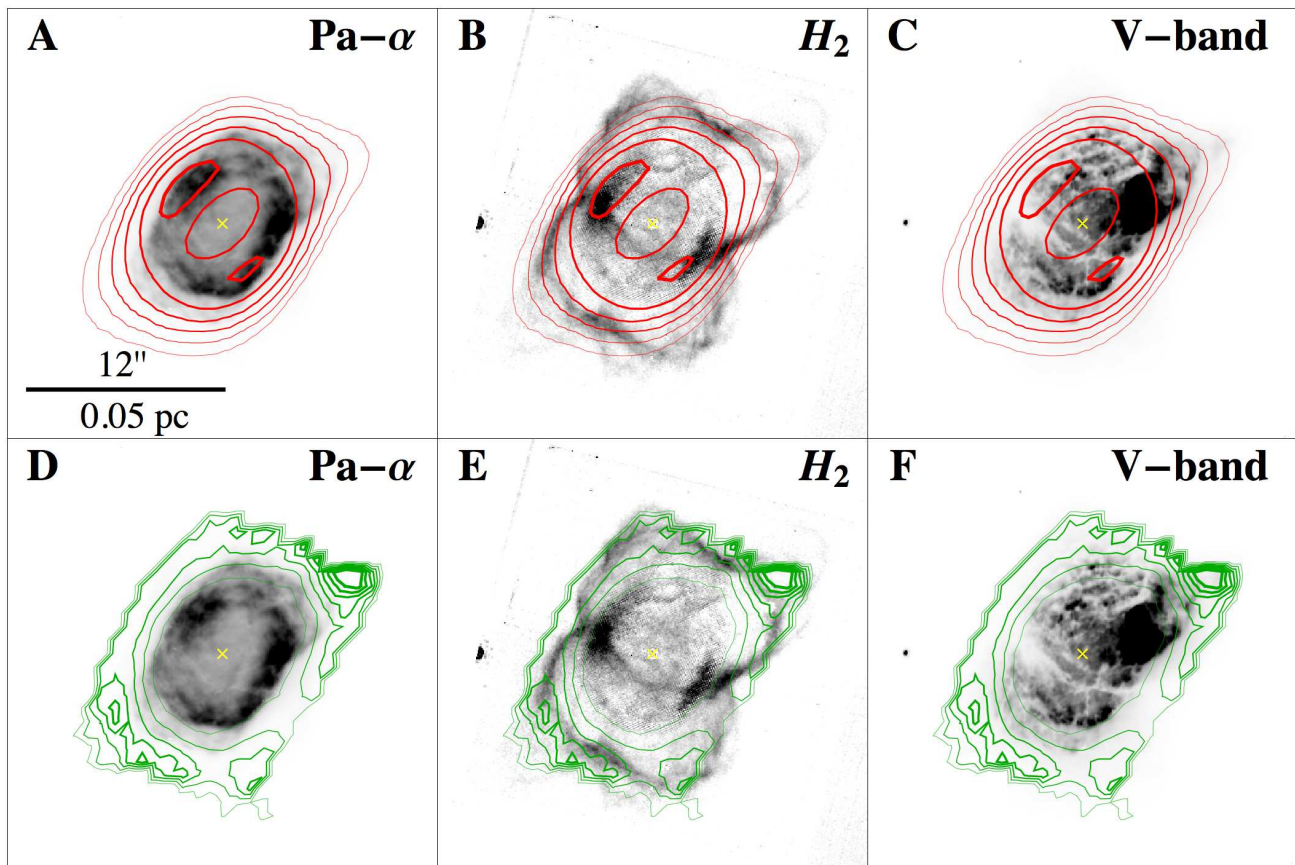 A Pa−α
B H₂
C V−band
12"
0.05 pc
D Pa−α
E H₂
F V−band